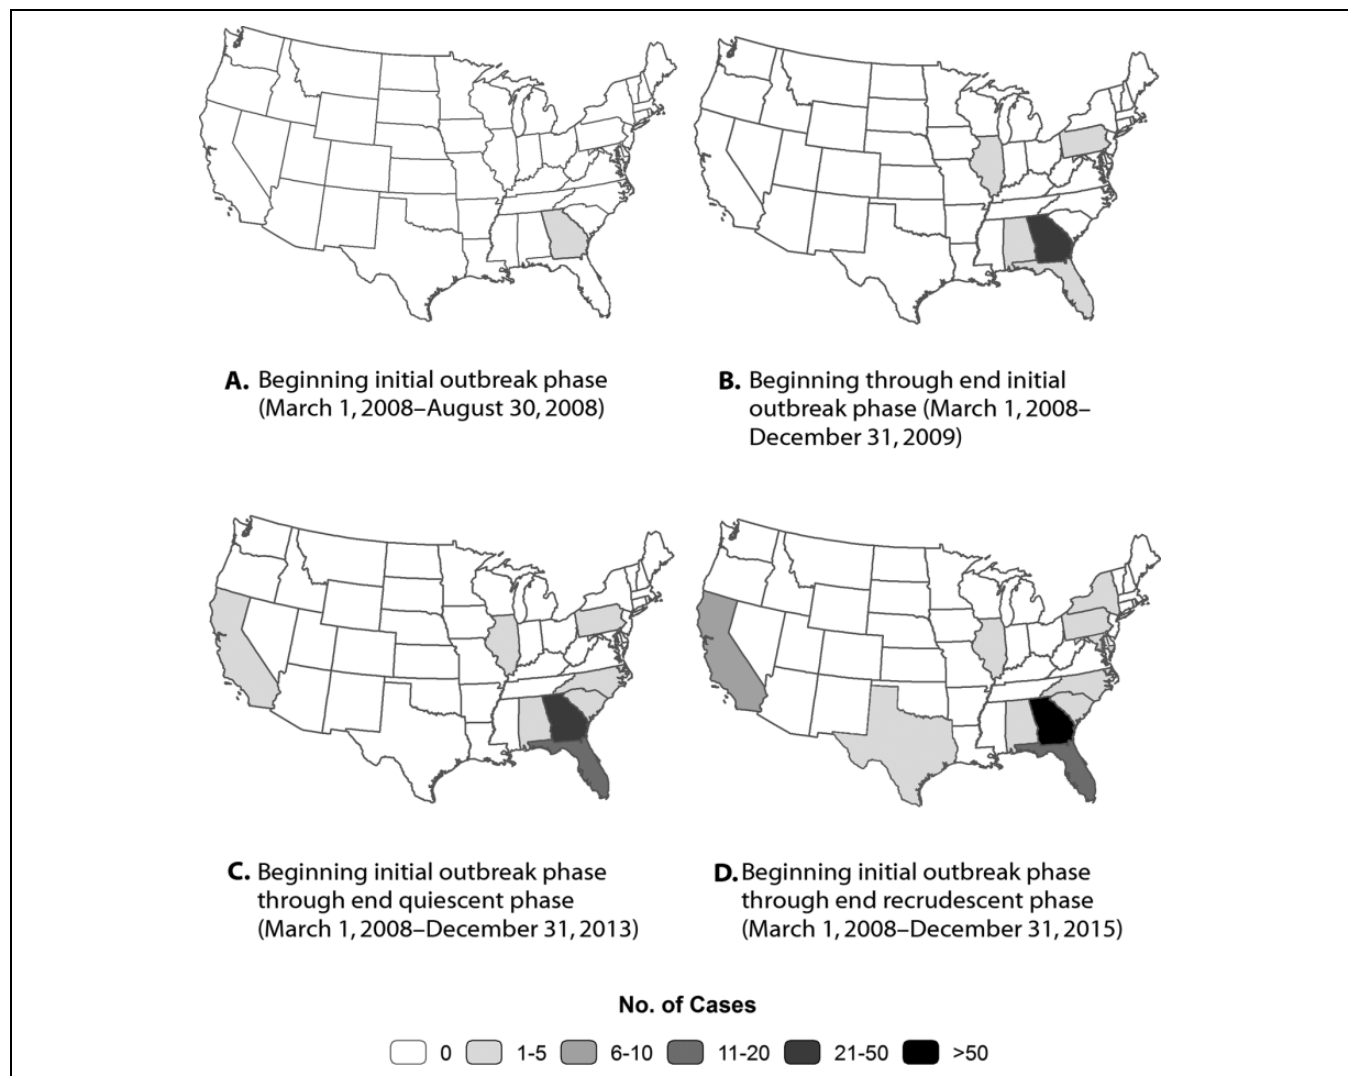 A. Beginning initial outbreak phase
(March 1, 2008–August 30, 2008)
B. Beginning through end initial
outbreak phase (March 1, 2008–
December 31, 2009)
C. Beginning initial outbreak phase
through end quiescent phase
(March 1, 2008–December 31, 2013)
D. Beginning initial outbreak phase
through end recrudescent phase
(March 1, 2008–December 31, 2015)
No. of Cases
0 1-5 6-10 11-20 21-50 >50